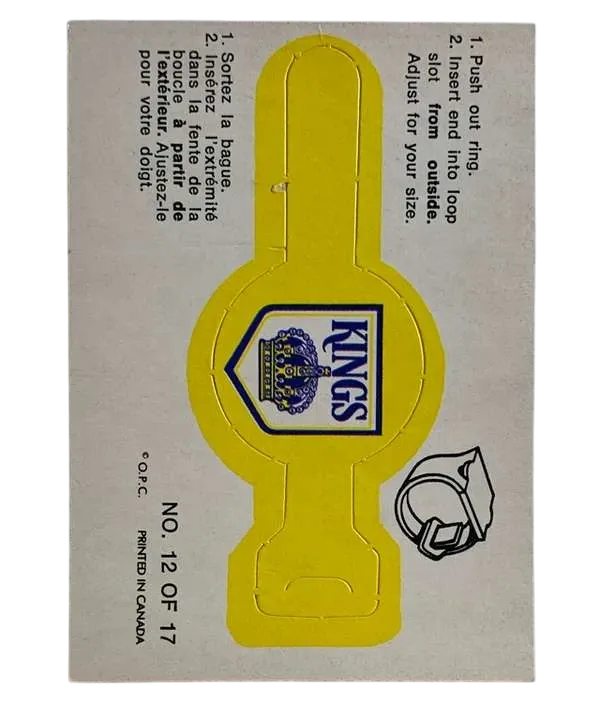 1. Push out ring.
2. Insert end into loop
slot from outside.
Adjust for your size.
1. Sortez la bague.
2. Insérez l'extrémité
dans la fente de la
boucle à partir de
l'extérieur. Ajustez-le
pour votre doigt.
KINGS
NO. 12 OF 17
© O.P.C. PRINTED IN CANADA